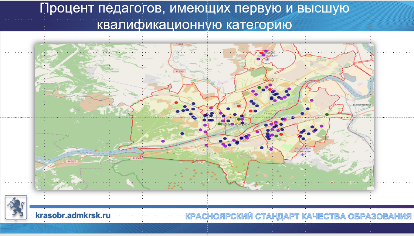 Процент педагогов, имеющих первую и высшую
квалификационную категорию
krasobr.admkrsk.ru
КРАСНОЯРСКИЙ СТАНДАРТ КАЧЕСТВА ОБРАЗОВАНИЯ